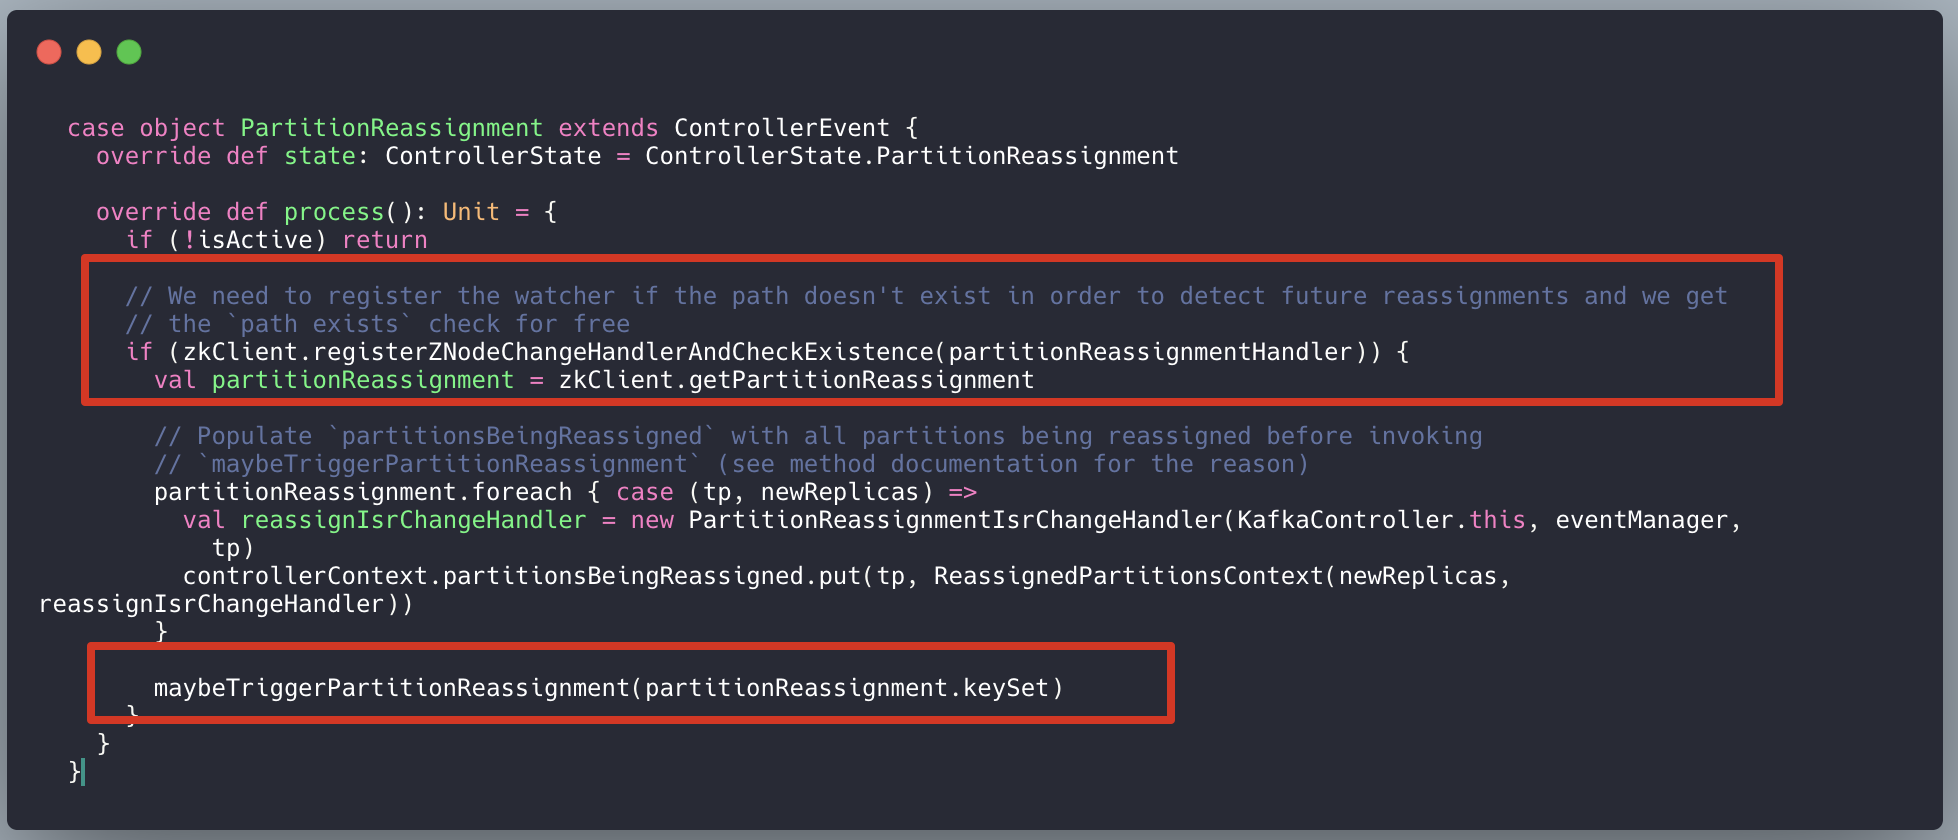 case object PartitionReassignment extends ControllerEvent {
override def state: ControllerState = ControllerState.PartitionReassignment
override def process(): Unit = {
if (!isActive) return
// We need to register the watcher if the path doesn't exist in order to detect future reassignments and we get
// the `path exists` check for free
if (zkClient.registerZNodeChangeHandlerAndCheckExistence(partitionReassignmentHandler)) {
val partitionReassignment = zkClient.getPartitionReassignment
// Populate `partitionsBeingReassigned` with all partitions being reassigned before invoking
// `maybeTriggerPartitionReassignment` (see method documentation for the reason)
partitionReassignment.foreach { case (tp, newReplicas) =>
val reassignIsrChangeHandler = new PartitionReassignmentIsrChangeHandler(KafkaController.this, eventManager,
tp)
controllerContext.partitionsBeingReassigned.put(tp, ReassignedPartitionsContext(newReplicas,
reassignIsrChangeHandler))
}
maybeTriggerPartitionReassignment(partitionReassignment.keySet)
}
}
}